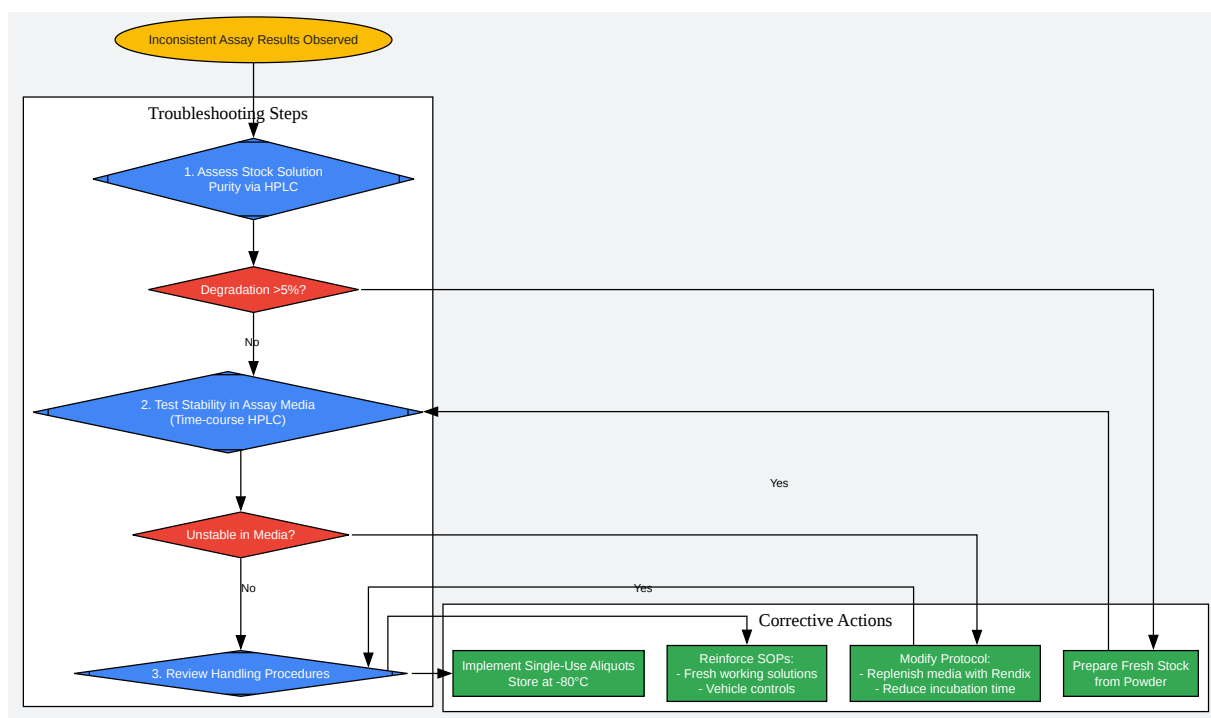 Inconsistent Assay Results Observed
Troubleshooting Steps
1. Assess Stock Solution
Purity via HPLC
Degradation >5%?
No
2. Test Stability in Assay Media
(Time-course HPLC)
Yes
Unstable in Media?
No
Yes
Corrective Actions
3. Review Handling Procedures
Implement Single-Use Aliquots
Store at -80°C
Reinforce SOPs:
- Fresh working solutions
- Vehicle controls
Modify Protocol:
- Replenish media with Rendix
- Reduce incubation time
Prepare Fresh Stock
from Powder